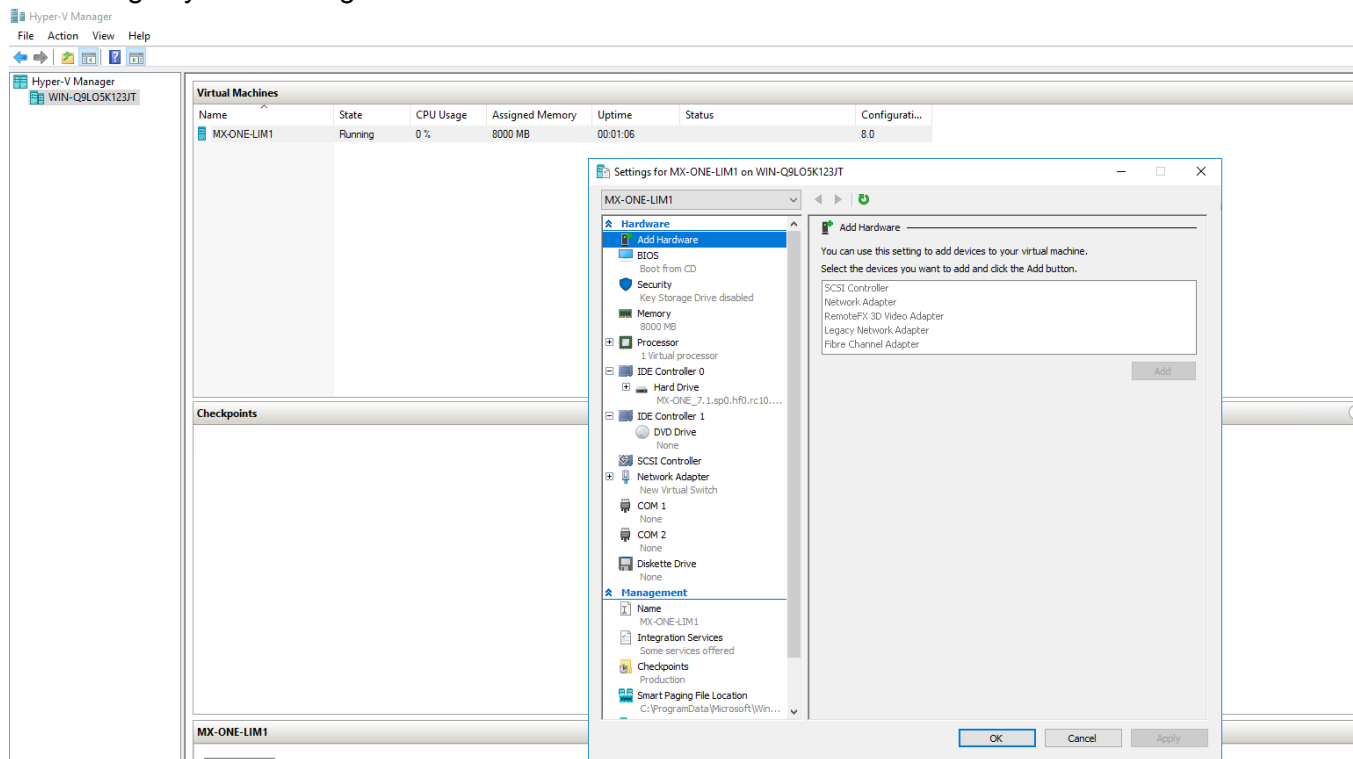 Hyper-V Manager
File Action View Help
Hyper-V Manager
WIN-Q9LO5K123JT
Virtual Machines
Name State CPU Usage Assigned Memory Uptime Status Configurati...
MX-ONE-LIM1 Running 0 % 8000 MB 00:01:06 8.0
Checkpoints
MX-ONE-LIM1
Settings for MX-ONE-LIM1 on WIN-Q9LO5K123JT
MX-ONE-LIM1
Hardware
Add Hardware
BIOS
Boot from CD
Security
Key Storage Drive disabled
Memory
8000 MB
Processor
1 Virtual processor
IDE Controller 0
Hard Drive
MX-ONE_7.1.sp0.hf0.rc10....
IDE Controller 1
DVD Drive
None
SCSI Controller
Network Adapter
New Virtual Switch
COM 1
None
COM 2
None
Diskette Drive
None
Management
Name
MX-ONE-LIM1
Integration Services
Some services offered
Checkpoints
Production
Smart Paging File Location
C:\ProgramData\Microsoft\Win...
Add Hardware
You can use this setting to add devices to your virtual machine.
Select the devices you want to add and click the Add button.
SCSI Controller
Network Adapter
RemoteFX 3D Video Adapter
Legacy Network Adapter
Fibre Channel Adapter
Add
OK Cancel Apply